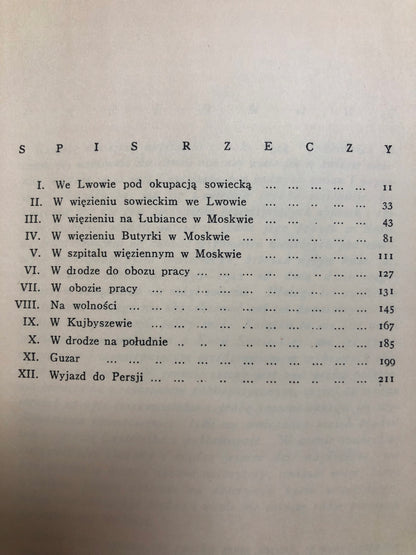 SPIS RZECZY
I. We Lwowie pod okupacją sowiecką ... ... ... ... 11
II. W więzieniu sowieckim we Lwowie ... ... ... ... 33
III. W więzieniu na Łubiance w Moskwie ... ... ... ... 43
IV. W więzieniu Butyrki w Moskwie ... ... ... ... ... 81
V. W szpitalu więziennym w Moskwie ... ... ... ... 111
VI. W drodze do obozu pracy ... ... ... ... ... ... 127
VII. W obozie pracy ... ... ... ... ... ... ... 131
VIII. Na wolności ... ... ... ... ... ... ... ... 145
IX. W Kujbyszewie ... ... ... ... ... ... ... 167
X. W drodze na południe .. ... ... ... ... ... ... 185
XI. Guzar ... ... ... ... ... ... ... ... ... 199
XII. Wyjazd do Persji ... ... ... ... ... ... ... 211